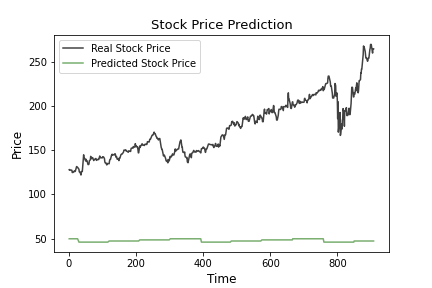 Stock Price Prediction
Real Stock Price
Predicted Stock Price
250
200
150
100
50
Price
0 200 400 600 800
Time